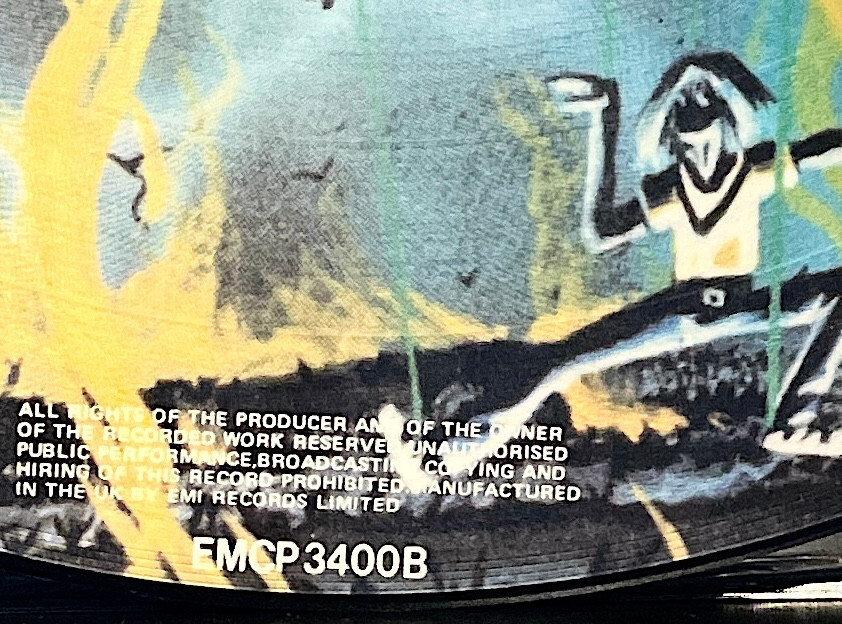 ALL RIGHTS OF THE PRODUCER AND OF THE OWNER
OF THE RECORDED WORK RESERVED UNAUTHORISED
PUBLIC PERFORMANCE,BROADCASTING COPYING AND
HIRING OF THIS RECORD PROHIBITED.MANUFACTURED
IN THE UK BY EMI RECORDS LIMITED
EMCP 3400B